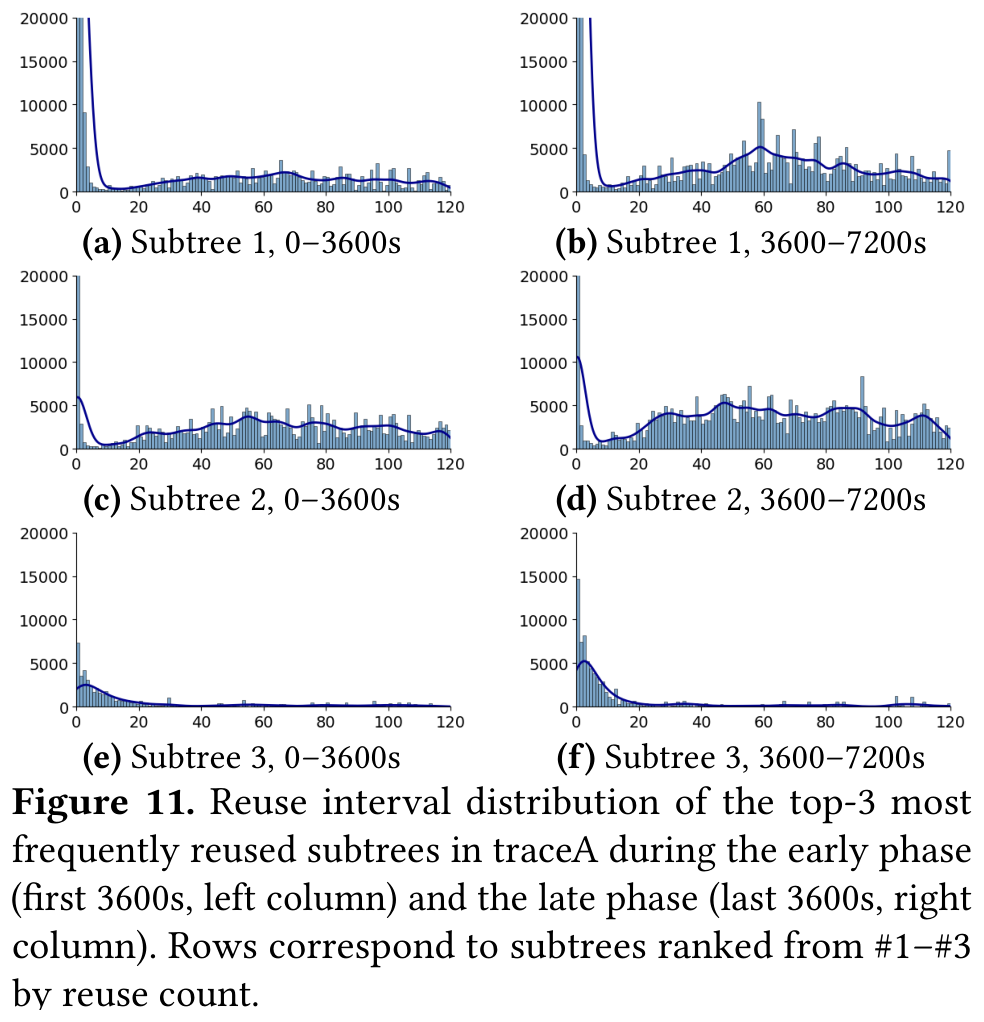 20000
15000
10000
5000
0
0 20 40 60 80 100 120
(a) Subtree 1, 0–3600s
20000
15000
10000
5000
0
0 20 40 60 80 100 120
(b) Subtree 1, 3600–7200s
20000
15000
10000
5000
0
0 20 40 60 80 100 120
(c) Subtree 2, 0–3600s
20000
15000
10000
5000
0
0 20 40 60 80 100 120
(d) Subtree 2, 3600–7200s
20000
15000
10000
5000
0
0 20 40 60 80 100 120
(e) Subtree 3, 0–3600s
20000
15000
10000
5000
0
0 20 40 60 80 100 120
(f) Subtree 3, 3600–7200s
Figure 11. Reuse interval distribution of the top-3 most
frequently reused subtrees in traceA during the early phase
(first 3600s, left column) and the late phase (last 3600s, right
column). Rows correspond to subtrees ranked from #1–#3
by reuse count.